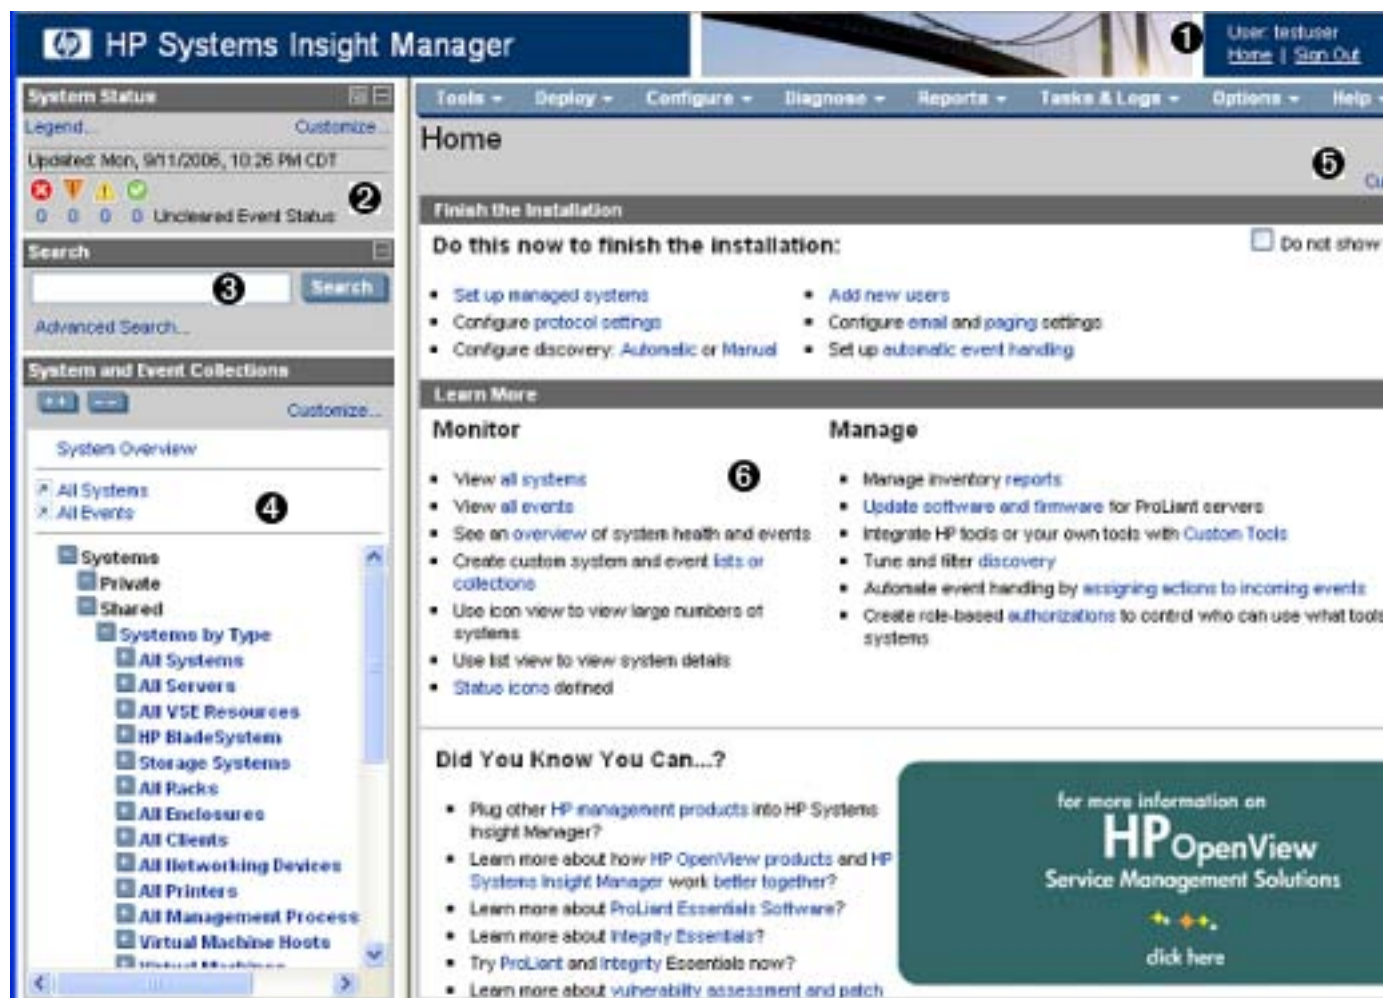 hp HP Systems Insight Manager
1
User: testuser
Home | Sign Out
System Status
Legend...
Customize...
Updated: Mon, 9/11/2006, 10:26 PM CDT
2
0 0 0 0 Uncleared Event Status
Search
3
Search
Advanced Search...
System and Event Collections
++ --
Customize...
System Overview
All Systems
All Events
4
Systems
Private
Shared
Systems by Type
All Systems
All Servers
All VSE Resources
HP BladeSystem
Storage Systems
All Racks
All Enclosures
All Clients
All Networking Devices
All Printers
All Management Process
Virtual Machine Hosts
Virtual Machines
Tools Deploy Configure Diagnose Reports Tasks & Logs Options Help
Home
5
Cu
Finish the Installation
Do this now to finish the installation:
Do not show
Set up managed systems
Configure protocol settings
Configure discovery: Automatic or Manual
Add new users
Configure email and paging settings
Set up automatic event handling
Learn More
Monitor
View all systems
View all events
See an overview of system health and events
Create custom system and event lists or
collections
Use icon view to view large numbers of
systems
Use list view to view system details
Status icons defined
6
Manage
Manage inventory reports
Update software and firmware for ProLiant servers
Integrate HP tools or your own tools with Custom Tools
Tune and filter discovery
Automate event handling by assigning actions to incoming events
Create role-based authorizations to control who can use what tools
systems
Did You Know You Can...?
Plug other HP management products into HP Systems
Insight Manager?
Learn more about how HP OpenView products and HP
Systems Insight Manager work better together?
Learn more about ProLiant Essentials Software?
Learn more about Integrity Essentials?
Try ProLiant and Integrity Essentials now?
Learn more about vulnerability assessment and patch
for more information on
HP OpenView
Service Management Solutions
click here